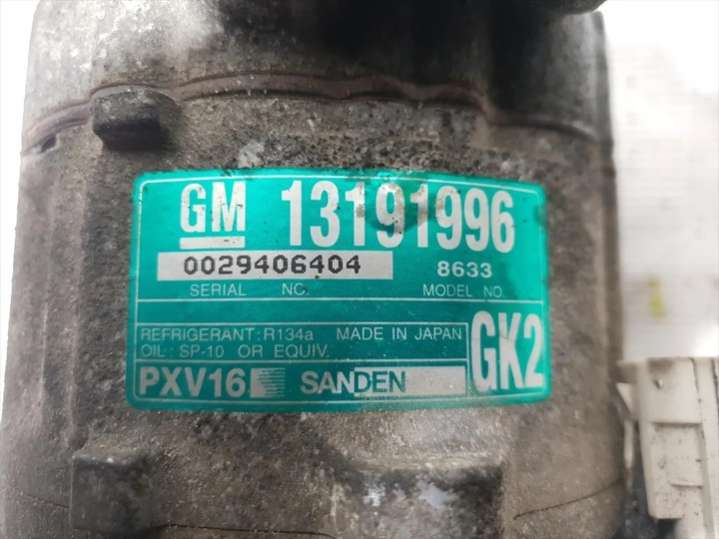 GM 13191996
0029406404 8633
SERIAL NO. MODEL NO.
REFRIGERANT: R134a MADE IN JAPAN
OIL: SP-10 OR EQUIV. GK2
PXV16 SANDEN